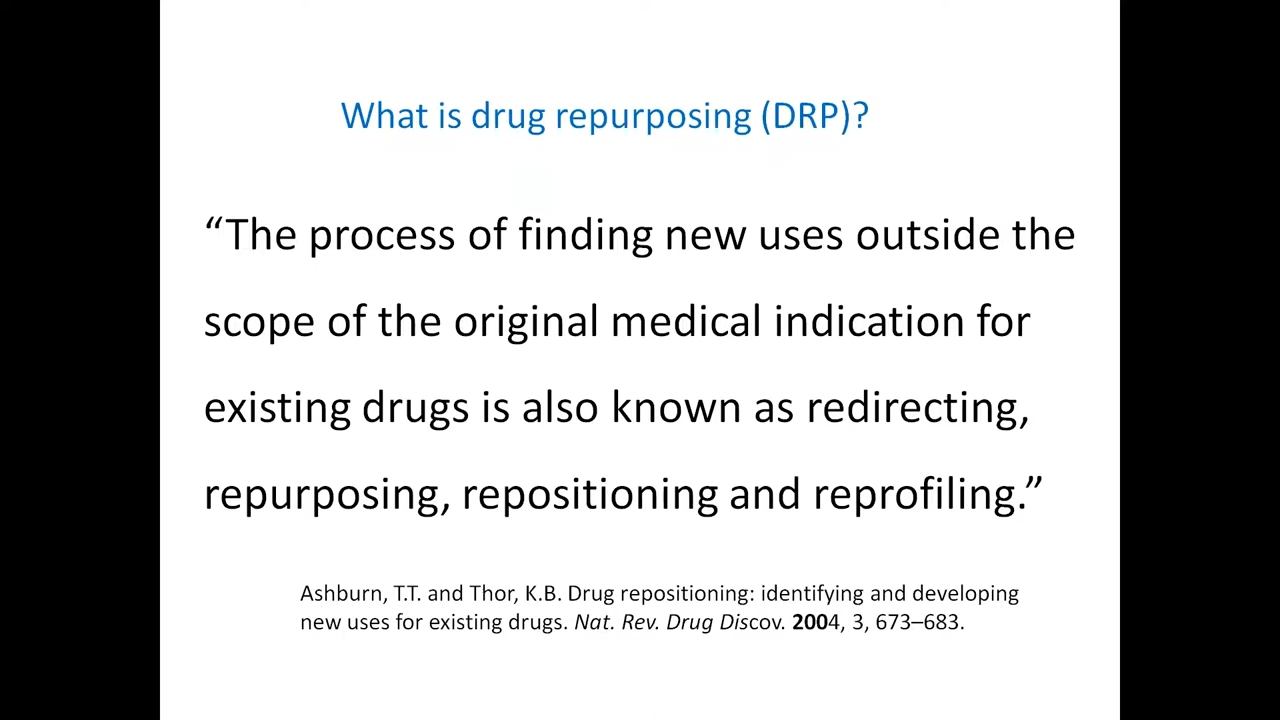 What is drug repurposing (DRP)?
“The process of finding new uses outside the
scope of the original medical indication for
existing drugs is also known as redirecting,
repurposing, repositioning and reprofiling.”
Ashburn, T.T. and Thor, K.B. Drug repositioning: identifying and developing
new uses for existing drugs. Nat. Rev. Drug Discov. 2004, 3, 673–683.